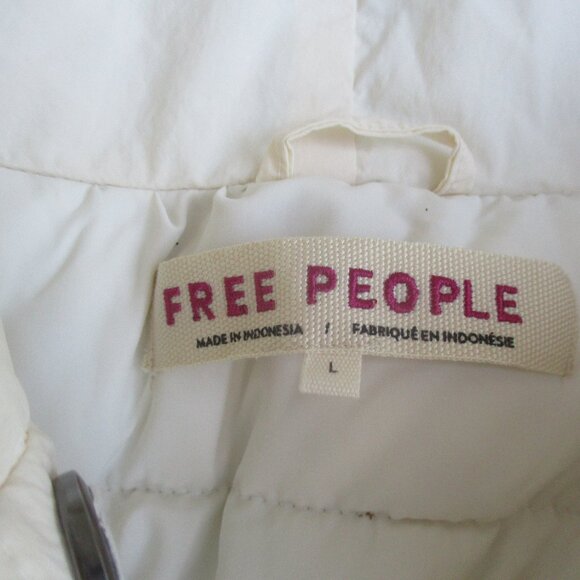 FREE PEOPLE
MADE IN INDONESIA / FABRIQUÉ EN INDONÉSIE
L